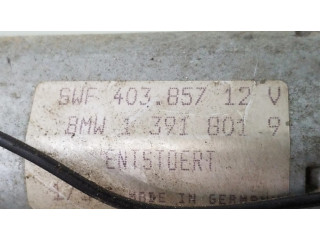 SWF 403.857 12 V
BMW 1 391 801 9
ENTSTOERT
MADE IN GERMANY